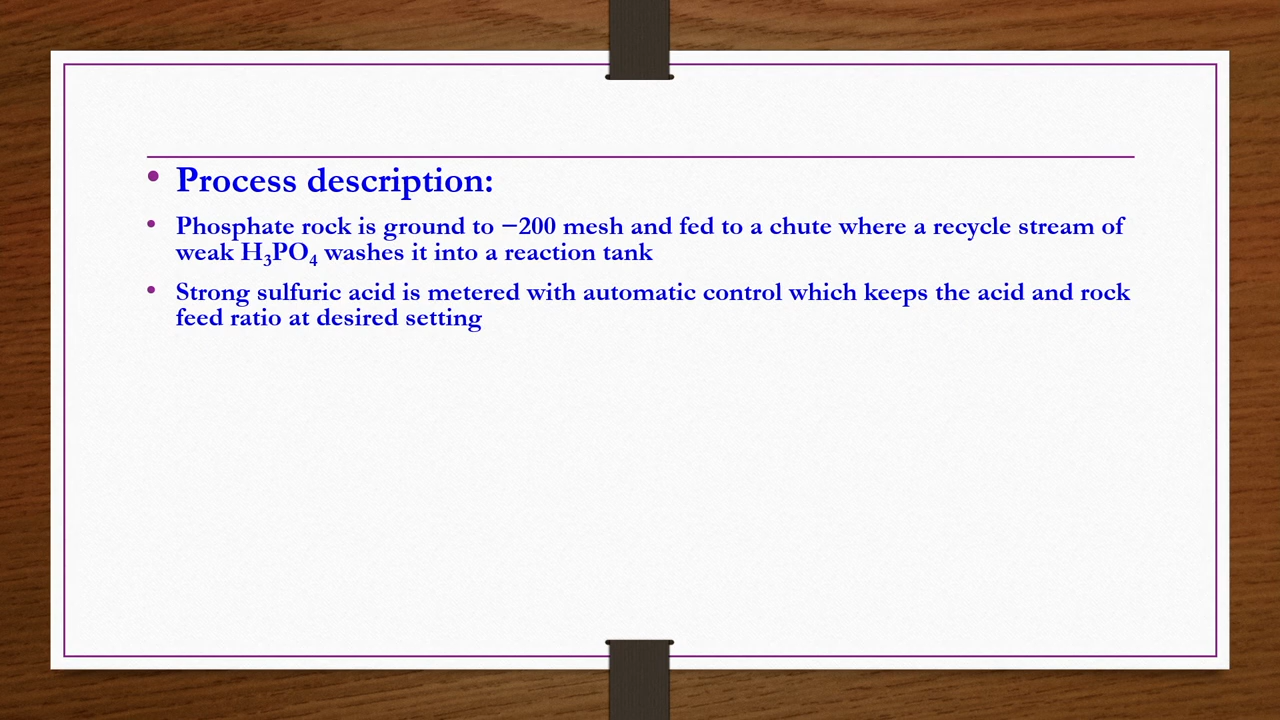 • Process description:
• Phosphate rock is ground to −200 mesh and fed to a chute where a recycle stream of
weak H₃PO₄ washes it into a reaction tank
• Strong sulfuric acid is metered with automatic control which keeps the acid and rock
feed ratio at desired setting